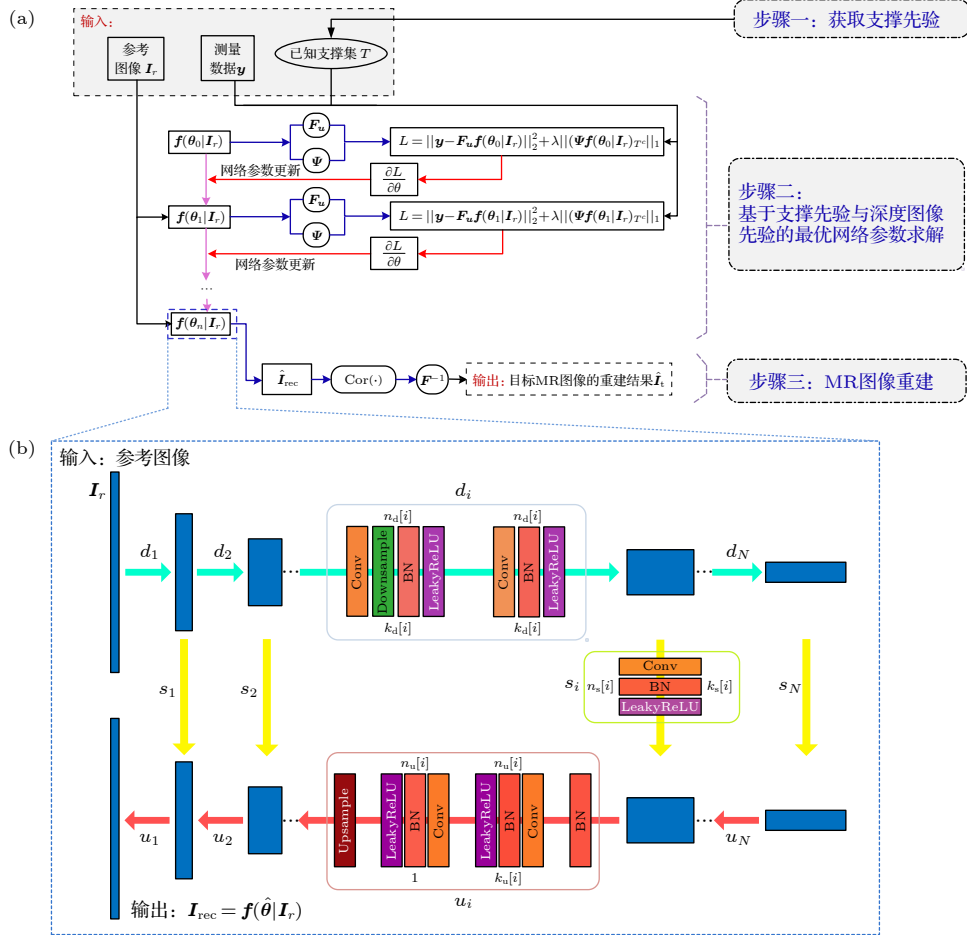 (a)
输入:
步骤一: 获取支撑先验
参考
图像 I_r
测量
数据y
已知支撑集 T
f(θ_0|I_r)
F_u
Ψ
L = ||y−F_u f(θ_0|I_r)||_2^2+λ||(Ψf(θ_0|I_r)_{T^c}||_1
网络参数更新
∂L
∂θ
步骤二:
基于支撑先验与深度图像
先验的最优网络参数求解
f(θ_1|I_r)
F_u
Ψ
L = ||y−F_u f(θ_1|I_r)||_2^2+λ||(Ψf(θ_1|I_r)_{T^c}||_1
网络参数更新
∂L
∂θ
...
f(θ_n|I_r)
Î_rec
Cor(·)
F^{−1}
输出: 目标MR图像的重建结果Î_t
步骤三: MR图像重建
(b)
输入: 参考图像
I_r
d_1
d_2
...
d_i
n_d[i]
Conv
Downsample
BN
LeakyReLU
k_d[i]
n_d[i]
Conv
BN
LeakyReLU
k_d[i]
...
d_N
s_1
s_2
s_i
n_s[i]
Conv
BN
LeakyReLU
k_s[i]
s_N
u_1
u_2
...
Upsample
n_u[i]
LeakyReLU
BN
Conv
1
n_u[i]
LeakyReLU
BN
Conv
k_u[i]
BN
u_i
...
u_N
输出: I_rec = f(θ̂|I_r)